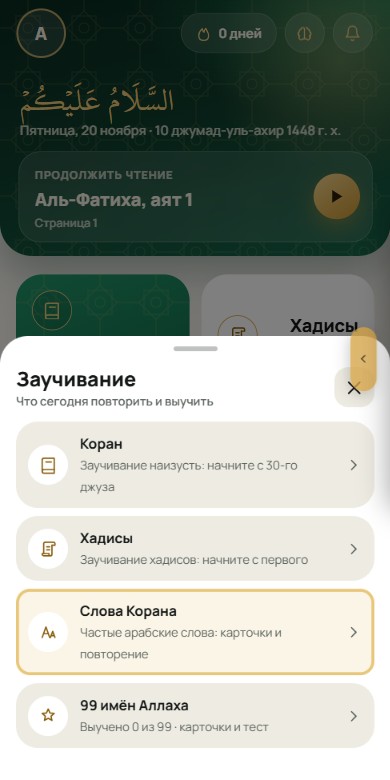 А
0 дней
السَّلَامُ عَلَيْكُمْ
Пятница, 20 ноября · 10 джумад-уль-ахир 1448 г. х.
ПРОДОЛЖИТЬ ЧТЕНИЕ
Аль-Фатиха, аят 1
Страница 1
Хадисы
Заучивание
Что сегодня повторить и выучить
Коран
Заучивание наизусть: начните с 30-го
джуза
Хадисы
Заучивание хадисов: начните с первого
Слова Корана
Частые арабские слова: карточки и
повторение
99 имён Аллаха
Выучено 0 из 99 · карточки и тест